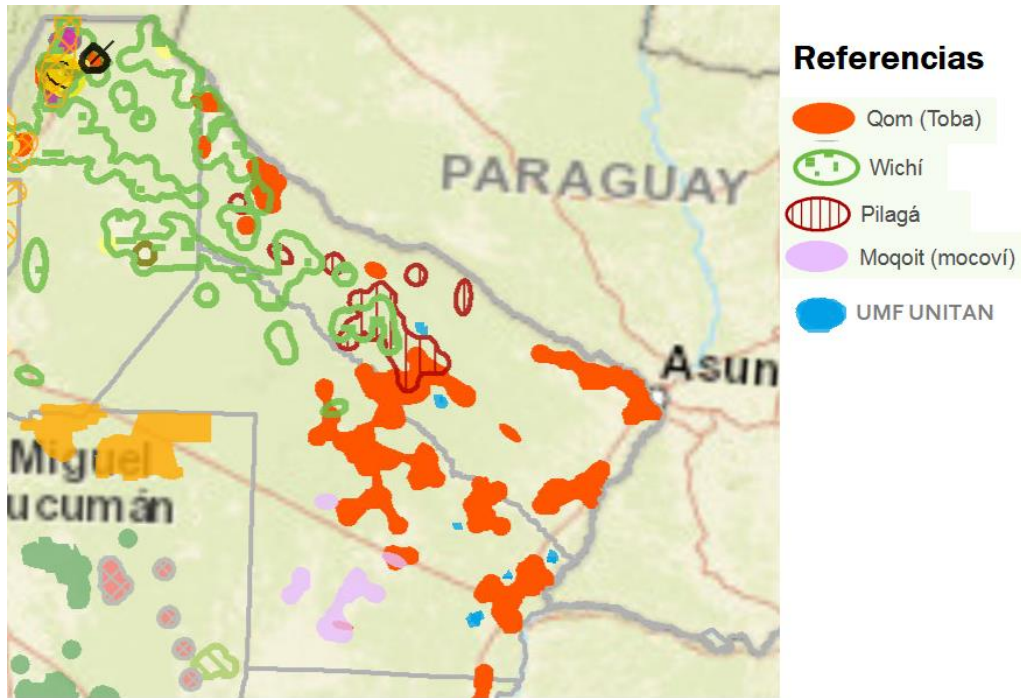 Referencias
Qom (Toba)
Wichí
Pilagá
Moqoit (mocoví)
UMF UNITAN
PARAGUAY
Asun
Miguel
ucumán